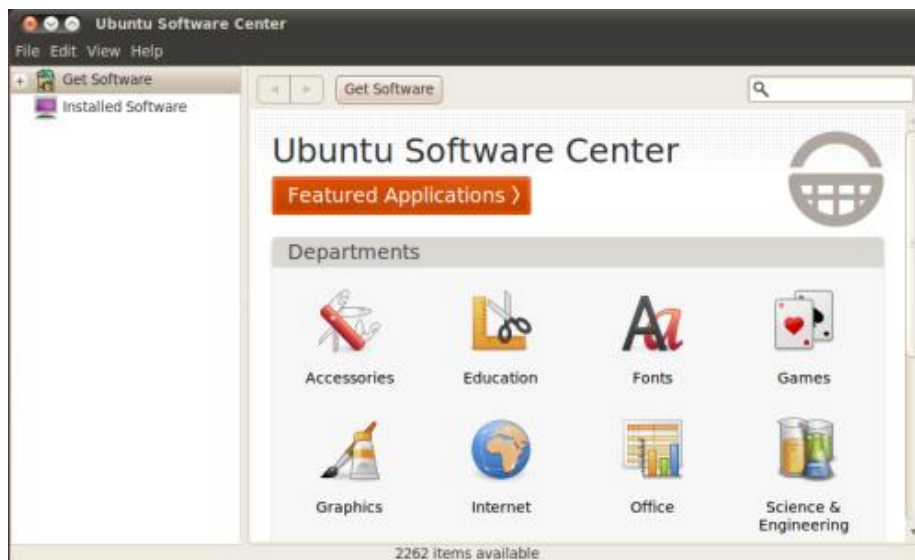 Ubuntu Software Center
File Edit View Help
Get Software
Installed Software
Get Software
Ubuntu Software Center
Featured Applications ⟩
Departments
Accessories Education Fonts Games
Graphics Internet Office Science &
Engineering
2262 items available